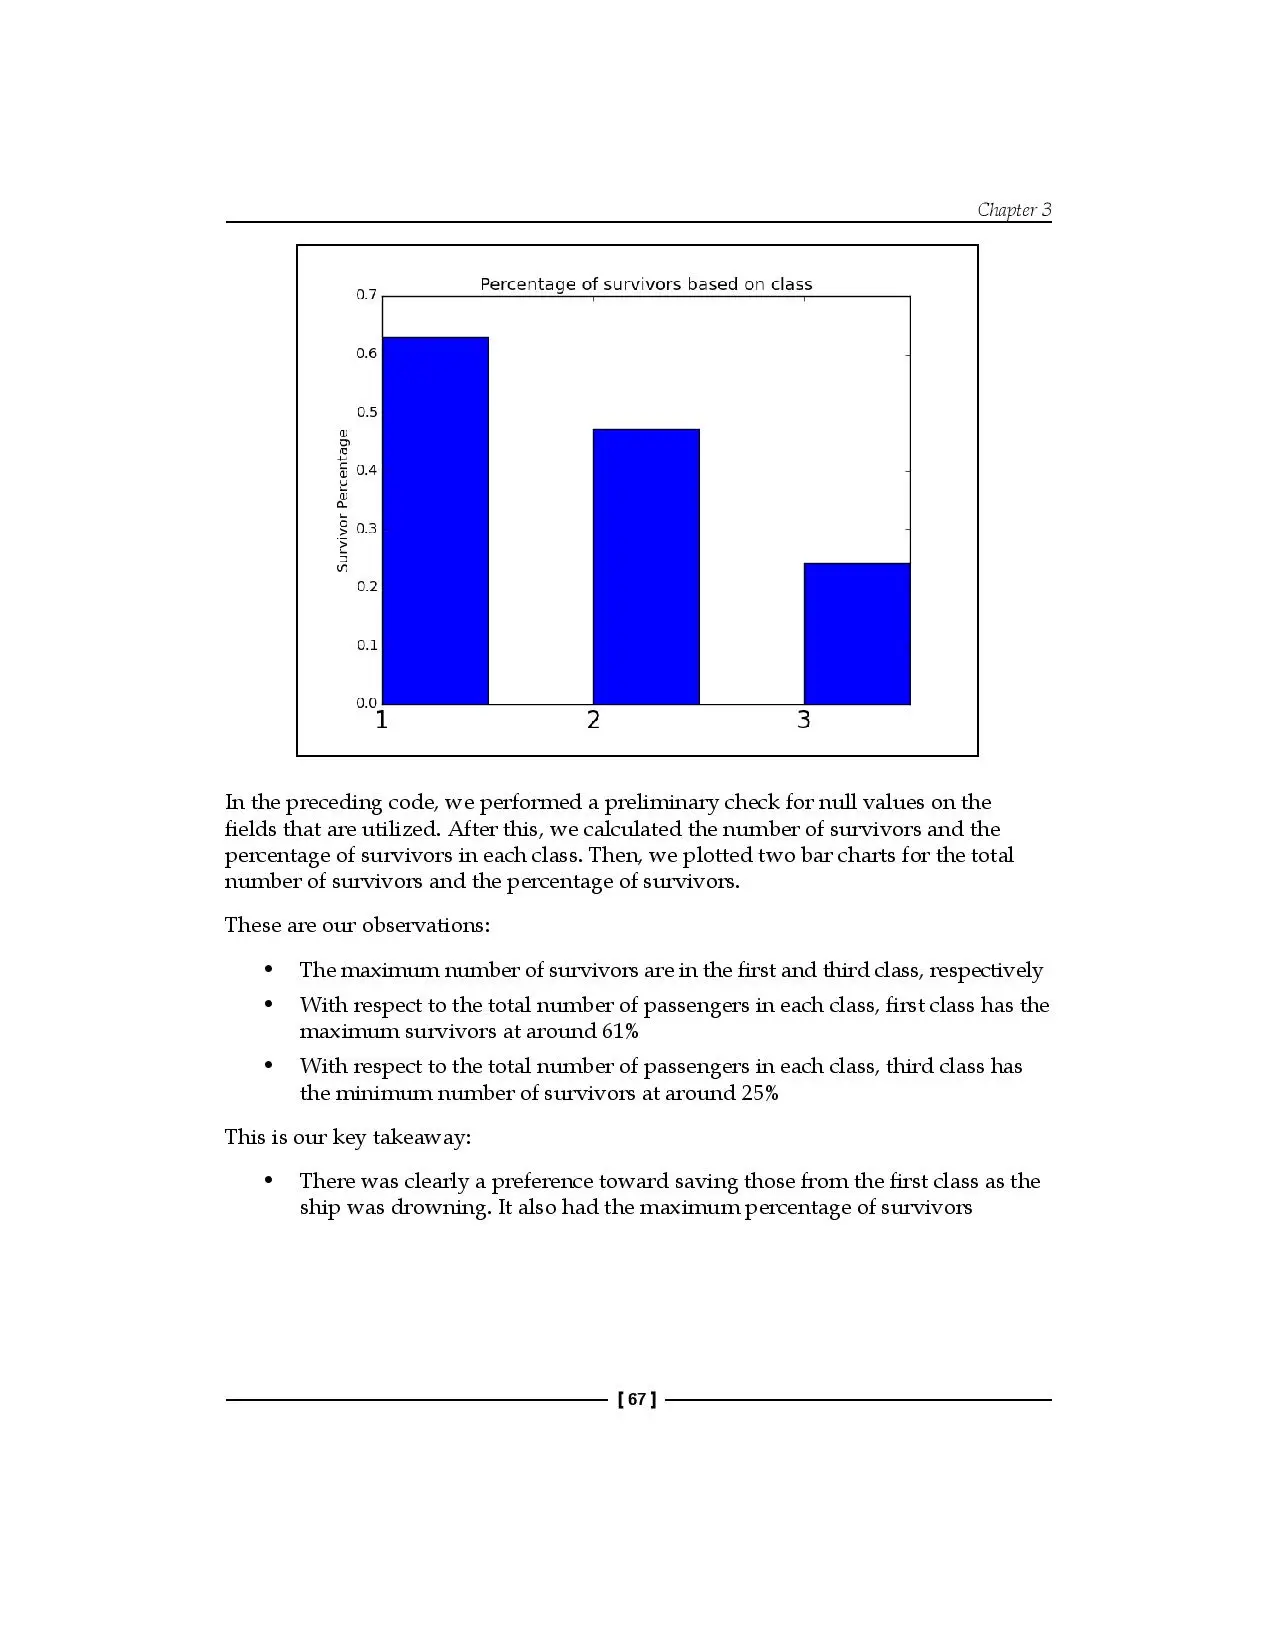 Chapter 3
Percentage of survivors based on class
0.7
0.6
0.5
0.4
0.3
0.2
0.1
0.0
Survivor Percentage
1 2 3
In the preceding code, we performed a preliminary check for null values on the
fields that are utilized. After this, we calculated the number of survivors and the
percentage of survivors in each class. Then, we plotted two bar charts for the total
number of survivors and the percentage of survivors.
These are our observations:
• The maximum number of survivors are in the first and third class, respectively
• With respect to the total number of passengers in each class, first class has the
maximum survivors at around 61%
• With respect to the total number of passengers in each class, third class has
the minimum number of survivors at around 25%
This is our key takeaway:
• There was clearly a preference toward saving those from the first class as the
ship was drowning. It also had the maximum percentage of survivors
[ 67 ]